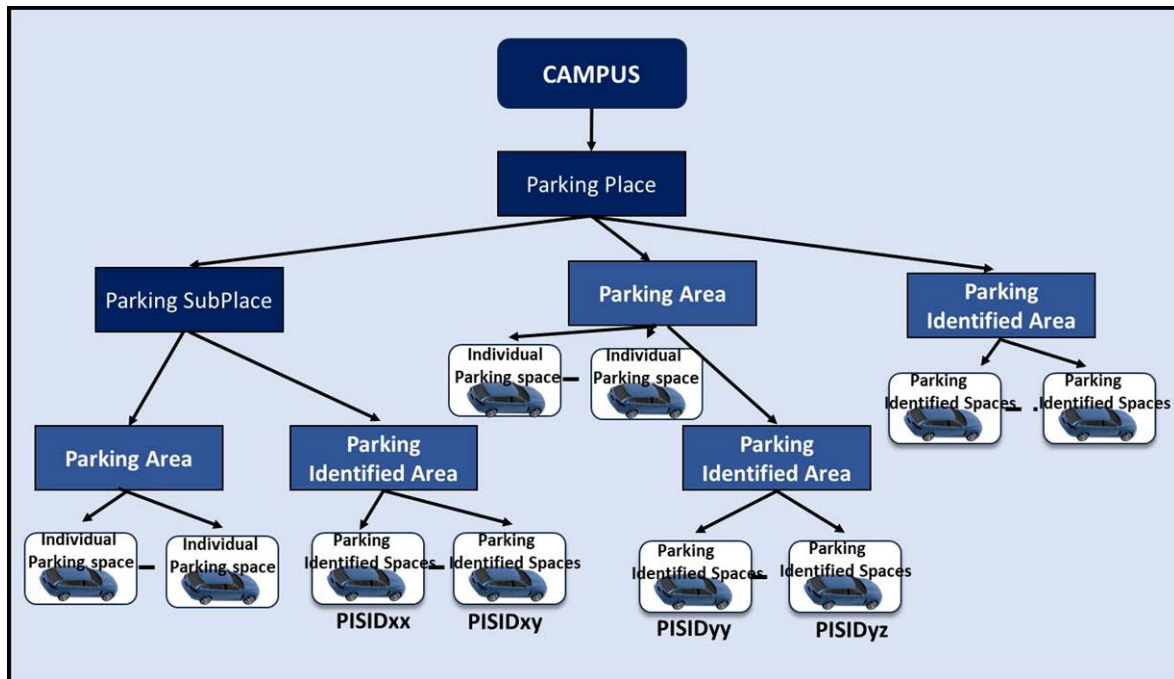 CAMPUS
Parking Place
Parking SubPlace
Parking Area
Parking
Identified Area
Individual
Parking space
Individual
Parking space
Parking
Identified Spaces
Parking
Identified Spaces
Parking Area
Parking
Identified Area
Parking
Identified Area
Individual
Parking space
Individual
Parking space
Parking
Identified Spaces
Parking
Identified Spaces
Parking
Identified Spaces
Parking
Identified Spaces
PISIDxx
PISIDxy
PISIDyy
PISIDyz